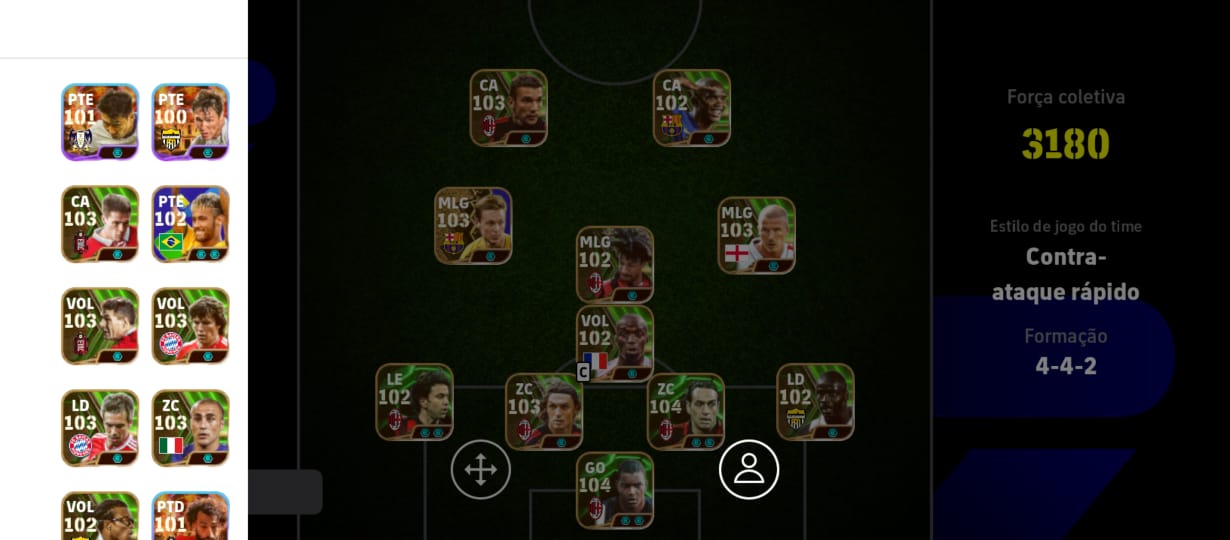 PTE
101
PTE
100
CA
103
PTE
102
VOL
103
VOL
103
LD
103
ZC
103
VOL
102
PTD
101
CA
103
CA
102
MLG
103
MLG
103
MLG
102
VOL
102
C
LE
102
ZC
103
ZC
104
LD
102
GO
104
Força coletiva
3180
Estilo de jogo do time
Contra-
ataque rápido
Formação
4-4-2